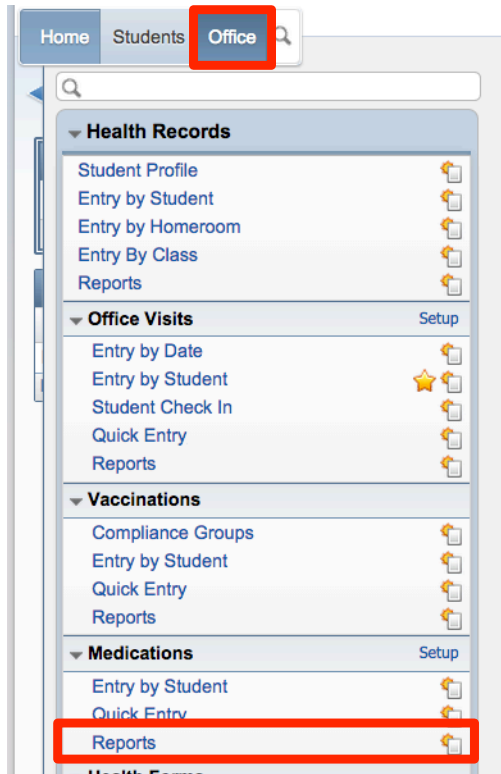 Home Students Office
Health Records
Student Profile
Entry by Student
Entry by Homeroom
Entry By Class
Reports
Office Visits Setup
Entry by Date
Entry by Student
Student Check In
Quick Entry
Reports
Vaccinations
Compliance Groups
Entry by Student
Quick Entry
Reports
Medications Setup
Entry by Student
Quick Entry
Reports
Health Forms